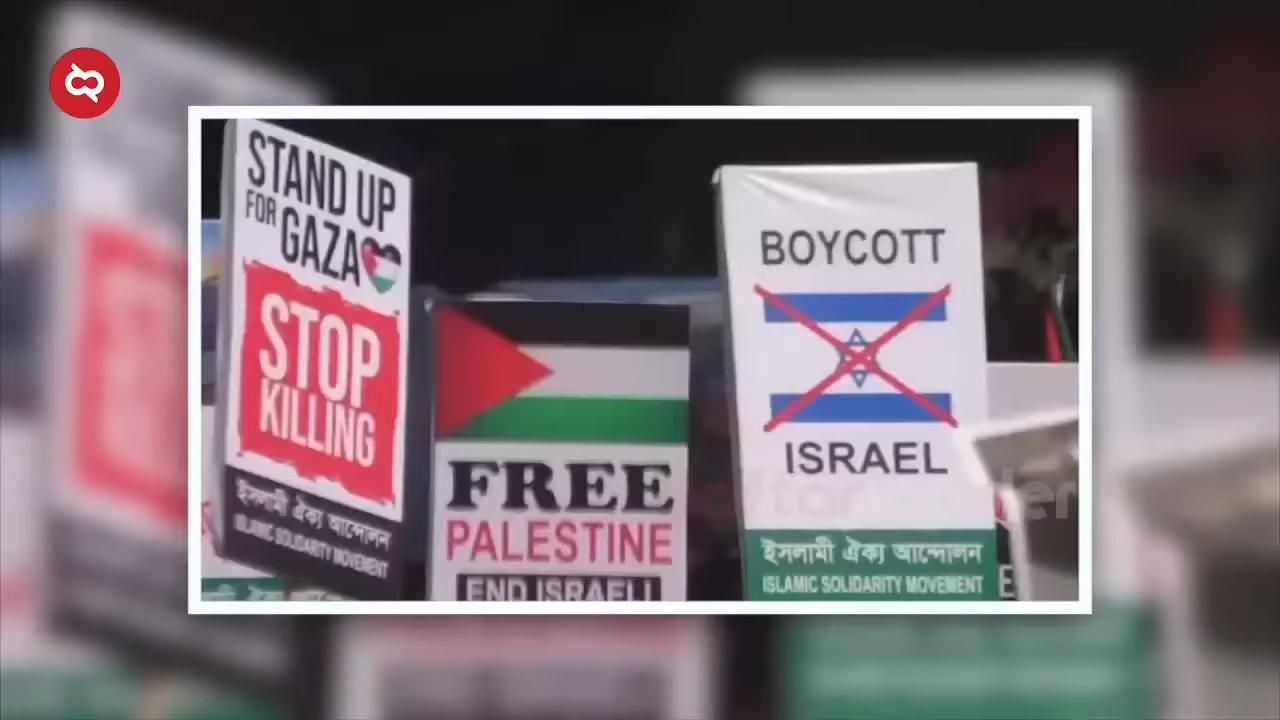 STAND UP
FOR
GAZA
STOP
KILLING
ইসলামী ঐক্য আন্দোলন
ISLAMIC SOLIDARITY MOVEMENT
FREE
PALESTINE
END ISRAELI
BOYCOTT
ISRAEL
ইসলামী ঐক্য আন্দোলন
ISLAMIC SOLIDARITY MOVEMENT